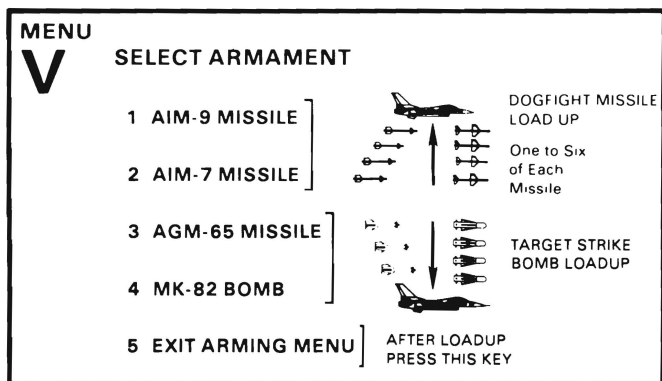 MENU
V
SELECT ARMAMENT
1 AIM-9 MISSILE
2 AIM-7 MISSILE
DOGFIGHT MISSILE
LOAD UP
One to Six
of Each
Missile
3 AGM-65 MISSILE
4 MK-82 BOMB
TARGET STRIKE
BOMB LOADUP
5 EXIT ARMING MENU
AFTER LOADUP
PRESS THIS KEY